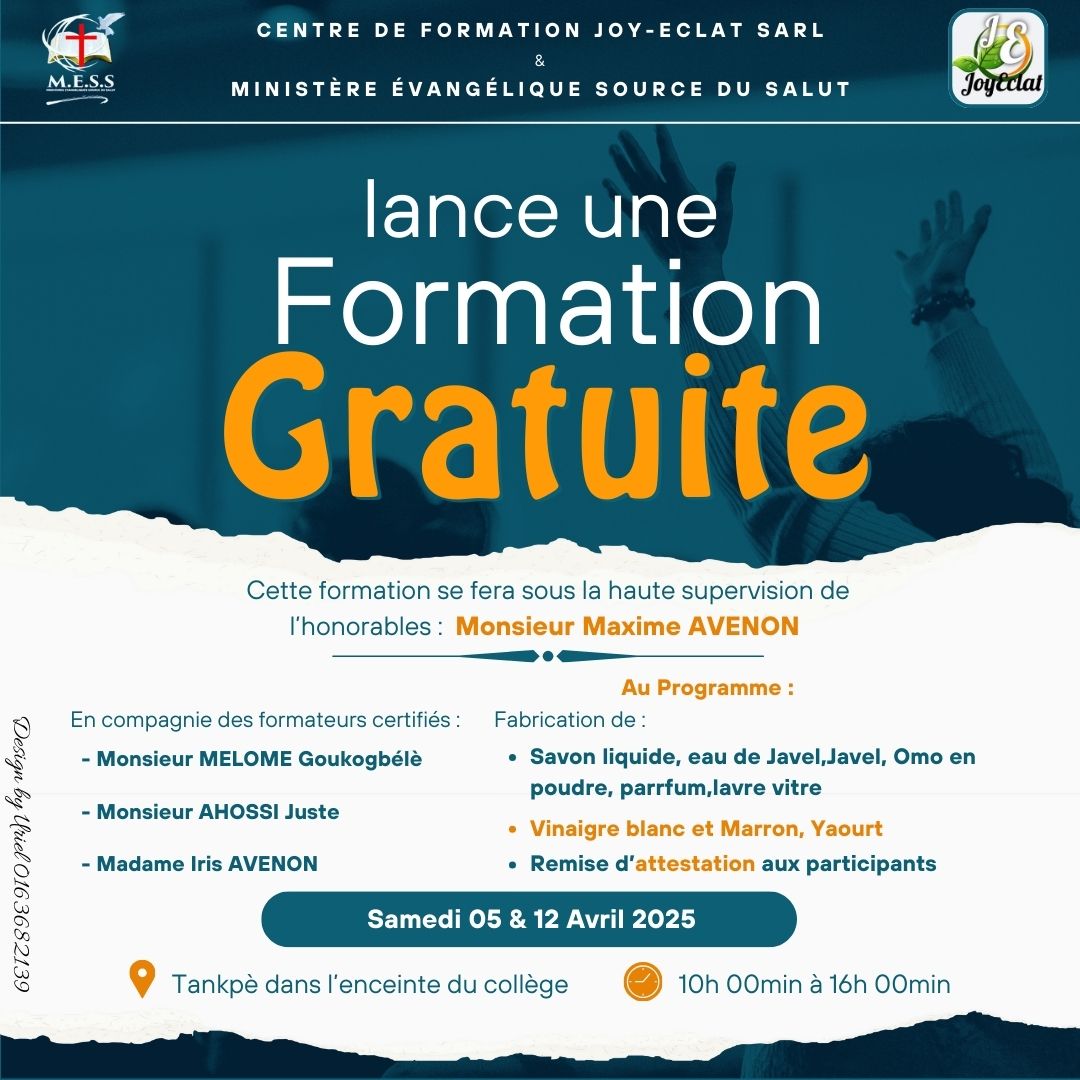 CENTRE DE FORMATION JOY-ECLAT SARL
&
MINISTÈRE ÉVANGÉLIQUE SOURCE DU SALUT
M.E.S.S
JS
JoyEclat
lance une
Formation
Gratuite
Cette formation se fera sous la haute supervision de
l'honorables : Monsieur Maxime AVENON
En compagnie des formateurs certifiés :
- Monsieur MELOME Goukogbélè
- Monsieur AHOSSI Juste
- Madame Iris AVENON
Au Programme :
Fabrication de :
• Savon liquide, eau de Javel,Javel, Omo en
poudre, parrfum,lavre vitre
• Vinaigre blanc et Marron, Yaourt
• Remise d'attestation aux participants
Samedi 05 & 12 Avril 2025
Tankpè dans l'enceinte du collège
10h 00min à 16h 00min
Design by Uriel 0163682139